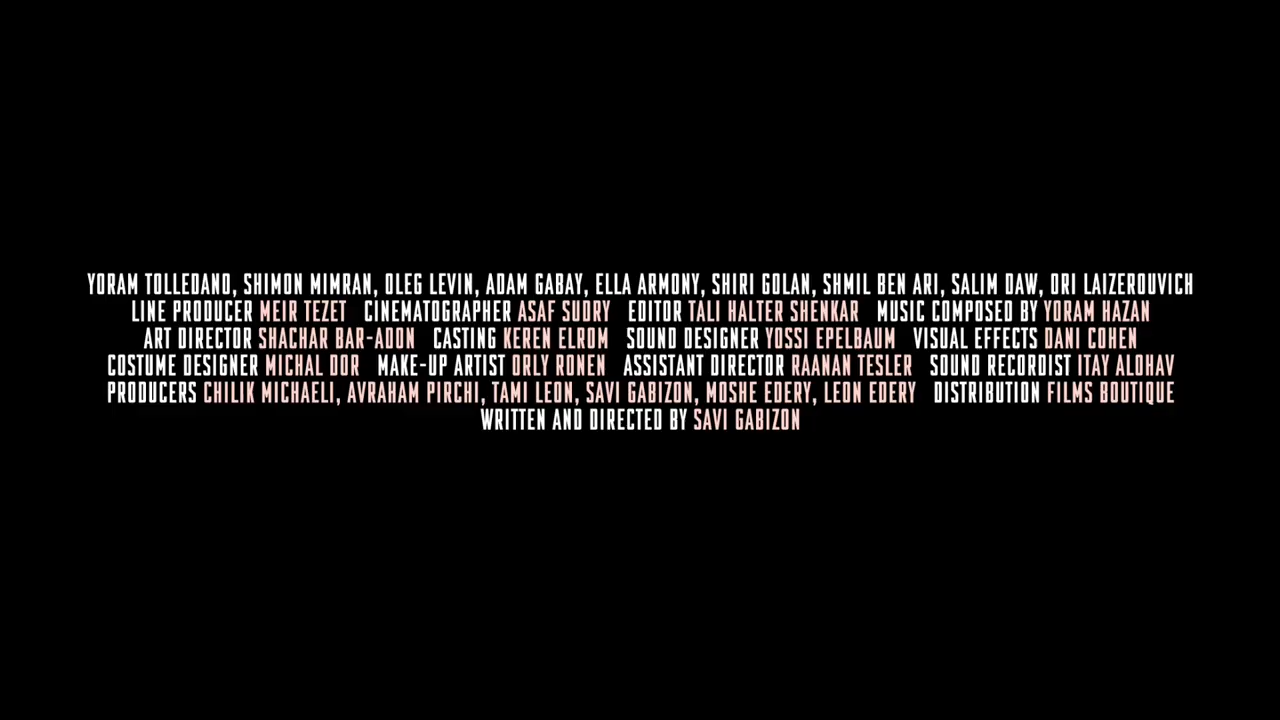 YORAM TOLLEDANO, SHIMON MIMRAN, OLEG LEVIN, ADAM GABAY, ELLA ARMONY, SHIRI GOLAN, SHMIL BEN ARI, SALIM DAW, ORI LAIZEROUVICH
LINE PRODUCER MEIR TEZET CINEMATOGRAPHER ASAF SUDRY EDITOR TALI HALTER SHENKAR MUSIC COMPOSED BY YORAM HAZAN
ART DIRECTOR SHACHAR BAR-ADON CASTING KEREN ELROM SOUND DESIGNER YOSSI EPELBAUM VISUAL EFFECTS DANI COHEN
COSTUME DESIGNER MICHAL DOR MAKE-UP ARTIST ORLY RONEN ASSISTANT DIRECTOR RAANAN TESLER SOUND RECORDIST ITAY ALOHAV
PRODUCERS CHILIK MICHAELI, AVRAHAM PIRCHI, TAMI LEON, SAVI GABIZON, MOSHE EDERY, LEON EDERY DISTRIBUTION FILMS BOUTIQUE
WRITTEN AND DIRECTED BY SAVI GABIZON